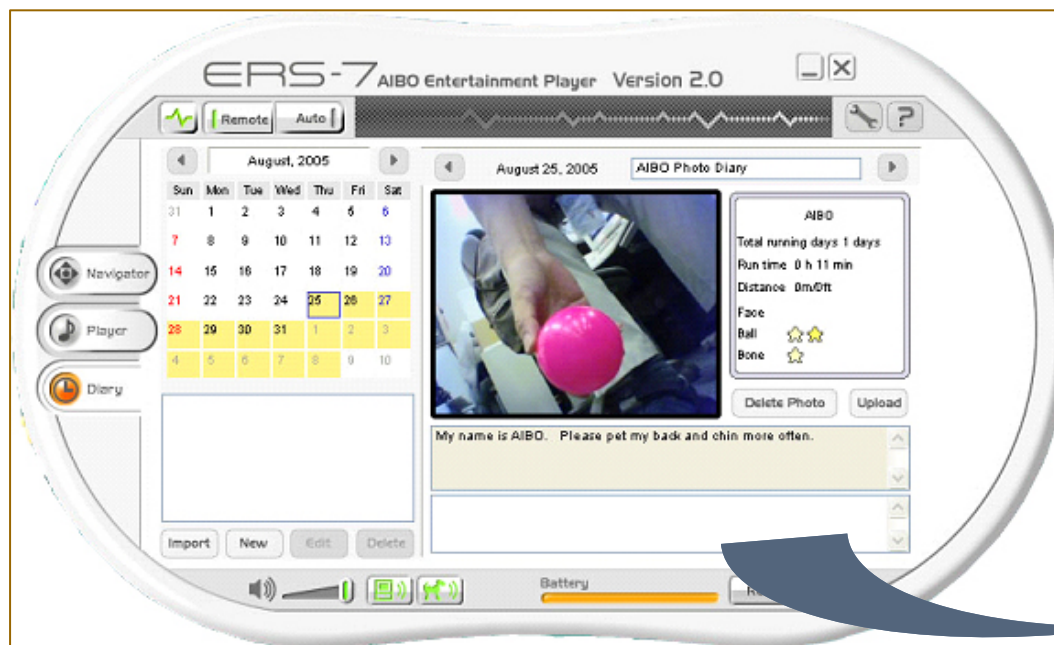 ERS-7 AIBO Entertainment Player Version 2.0
Remote Auto
August, 2005
Sun Mon Tue Wed Thu Fri Sat
31 1 2 3 4 5 6
7 8 9 10 11 12 13
14 15 16 17 18 19 20
21 22 23 24 25 26 27
28 29 30 31 1 2 3
4 5 6 7 8 9 10
Navigator
Player
Diary
Import New Edit Delete
August 25, 2005 AIBO Photo Diary
AIBO
Total running days 1 days
Run time 0 h 11 min
Distance 0m/0ft
Face
Ball
Bone
Delete Photo Upload
My name is AIBO. Please pet my back and chin more often.
Battery